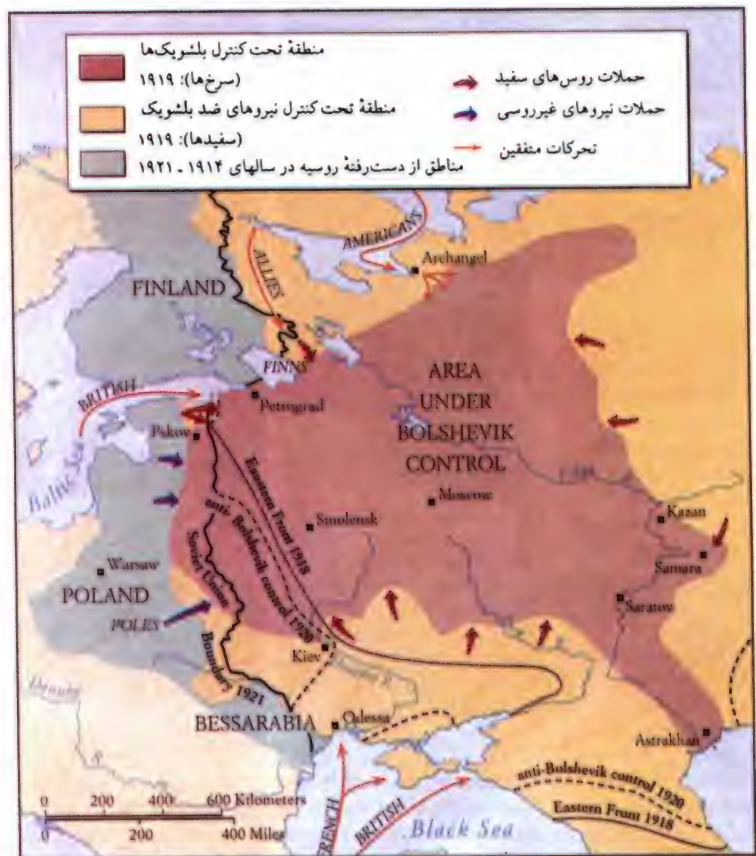 منطقهٔ تحت کنترل بلشویک‌ها
(سرخ‌ها): ۱۹۱۹
منطقهٔ تحت کنترل نیروهای ضد بلشویک
(سفیدها): ۱۹۱۹
مناطق از دست‌رفتهٔ روسیه در سالهای ۱۹۱۴ ـ ۱۹۲۱
حملات روس‌های سفید
حملات نیروهای غیرروسی
تحرکات متفقین
AMERICANS
Archangel
ALLIES
FINLAND
FINNS
BRITISH
Petrograd
Pskov
Baltic Sea
AREA
UNDER
BOLSHEVIK
CONTROL
Moscow
Kazan
Samara
Saratov
Smolensk
Eastern Front 1918
anti-Bolshevik control 1920
Soviet Union
Boundary 1921
Warsaw
POLAND
POLES
Kiev
Danube
R.
BESSARABIA
Odessa
Astrakhan
anti-Bolshevik control 1920
Eastern Front 1918
FRENCH
BRITISH
Black Sea
0 200 400 600 Kilometers
0 200 400 Miles